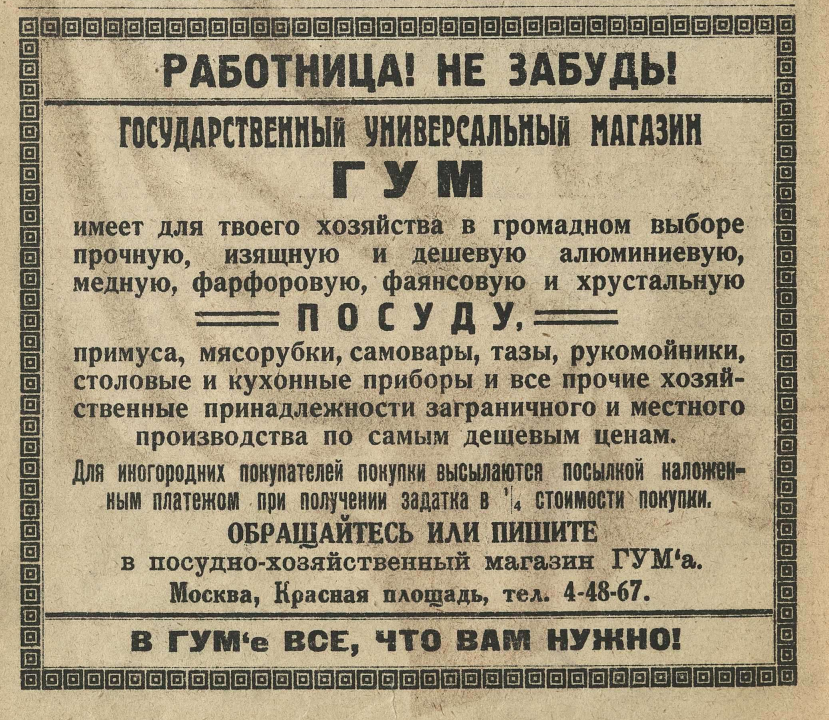 РАБОТНИЦА! НЕ ЗАБУДЬ!
ГОСУДАРСТВЕННЫЙ УНИВЕРСАЛЬНЫЙ МАГАЗИН
ГУМ
имеет для твоего хозяйства в громадном выборе
прочную, изящную и дешевую алюминиевую,
медную, фарфоровую, фаянсовую и хрустальную
ПОСУДУ,
примуса, мясорубки, самовары, тазы, рукомойники,
столовые и кухонные приборы и все прочие хозяй-
ственные принадлежности заграничного и местного
производства по самым дешевым ценам.
Для иногородних покупателей покупки высылаются посылкой наложен-
ным платежом при получении задатка в 1/4 стоимости покупки.
ОБРАЩАЙТЕСЬ ИЛИ ПИШИТЕ
в посудно-хозяйственный магазин ГУМ‘а.
Москва, Красная площадь, тел. 4-48-67.
В ГУМ‘е ВСЕ, ЧТО ВАМ НУЖНО!